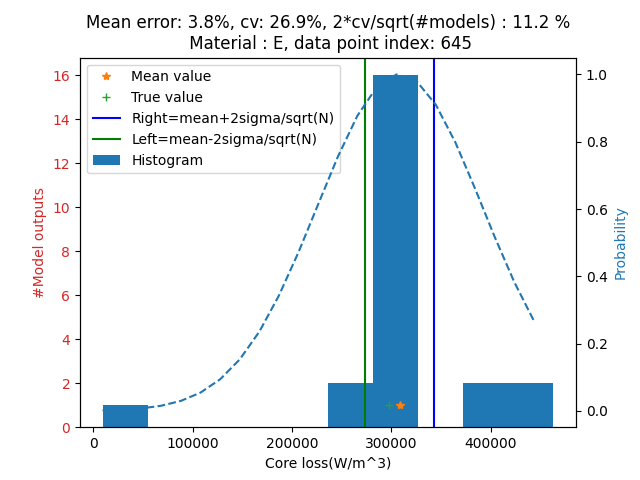 Mean error: 3.8%, cv: 26.9%, 2*cv/sqrt(#models) : 11.2 %
Material : E, data point index: 645
Mean value
True value
Right=mean+2sigma/sqrt(N)
Left=mean-2sigma/sqrt(N)
Histogram
16
14
12
10
8
6
4
2
0
#Model outputs
1.0
0.8
0.6
0.4
0.2
0.0
Probability
0 100000 200000 300000 400000
Core loss(W/m^3)